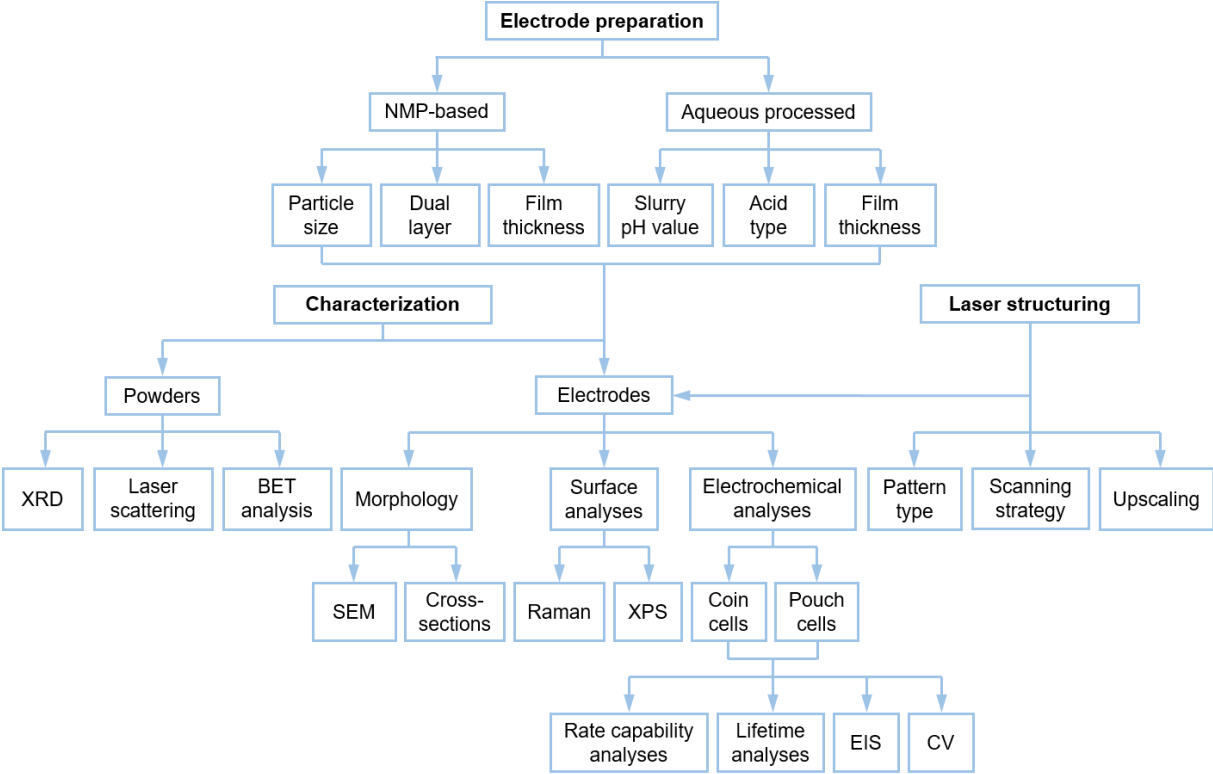 Electrode preparation
NMP-based
Aqueous processed
Particle
size
Dual
layer
Film
thickness
Slurry
pH value
Acid
type
Film
thickness
Characterization
Laser structuring
Powders
Electrodes
XRD
Laser
scattering
BET
analysis
Morphology
Surface
analyses
Electrochemical
analyses
Pattern
type
Scanning
strategy
Upscaling
SEM
Cross-
sections
Raman
XPS
Coin
cells
Pouch
cells
Rate capability
analyses
Lifetime
analyses
EIS
CV